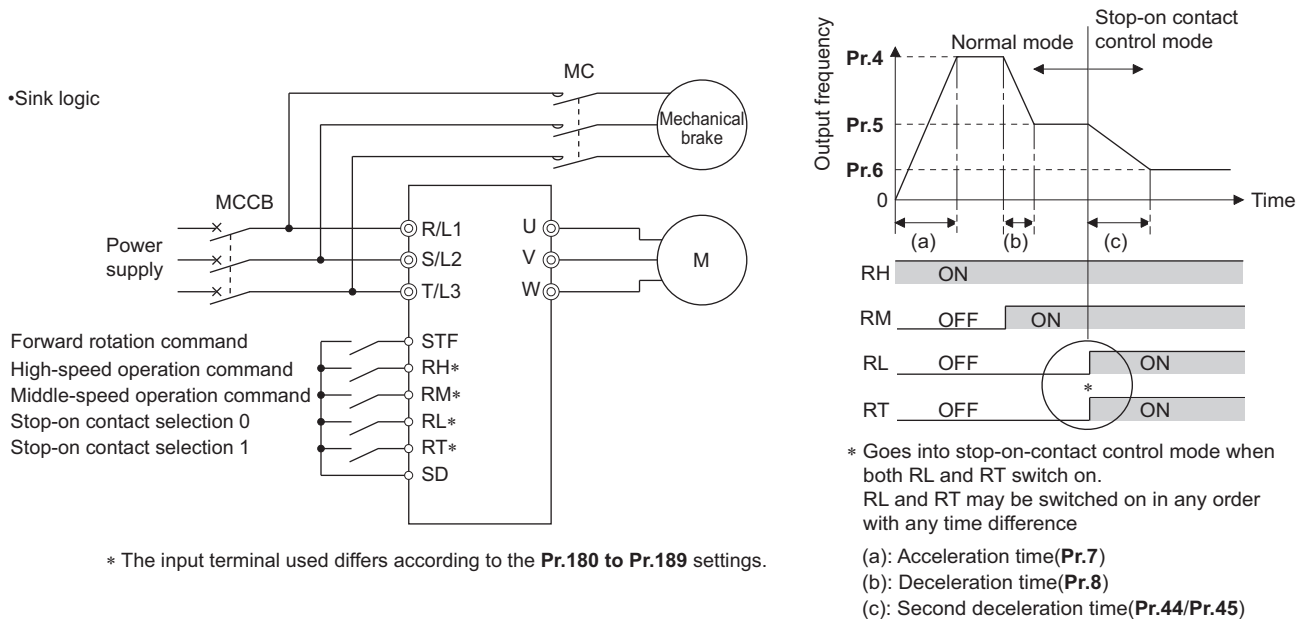 •Sink logic
MC
Mechanical
brake
MCCB
Power
supply
R/L1
S/L2
T/L3
U
V
W
M
Forward rotation command
High-speed operation command
Middle-speed operation command
Stop-on contact selection 0
Stop-on contact selection 1
STF
RH*
RM*
RL*
RT*
SD
* The input terminal used differs according to the Pr.180 to Pr.189 settings.
Output frequency
Normal mode
Stop-on contact
control mode
Pr.4
Pr.5
Pr.6
0
Time
(a)
(b)
(c)
RH ON
RM OFF ON
RL OFF ON
*
RT OFF ON
* Goes into stop-on-contact control mode when
both RL and RT switch on.
RL and RT may be switched on in any order
with any time difference
(a): Acceleration time(Pr.7)
(b): Deceleration time(Pr.8)
(c): Second deceleration time(Pr.44/Pr.45)